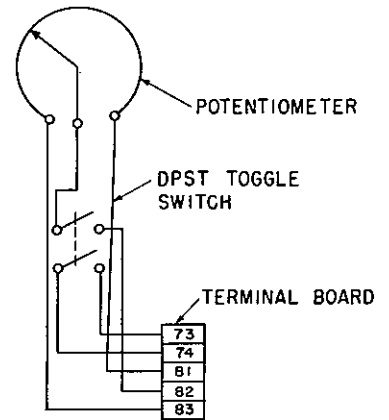 POTENTIOMETER
DPST TOGGLE
SWITCH
TERMINAL BOARD
73
74
81
82
83